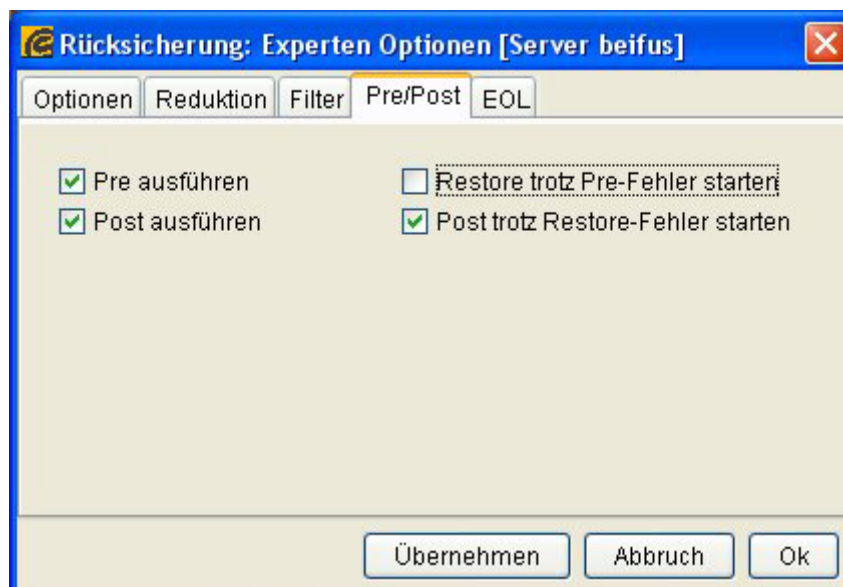 Rücksicherung: Experten Optionen [Server beifus]
Optionen Reduktion Filter Pre/Post EOL
Pre ausführen Restore trotz Pre-Fehler starten
Post ausführen Post trotz Restore-Fehler starten
Übernehmen Abbruch Ok